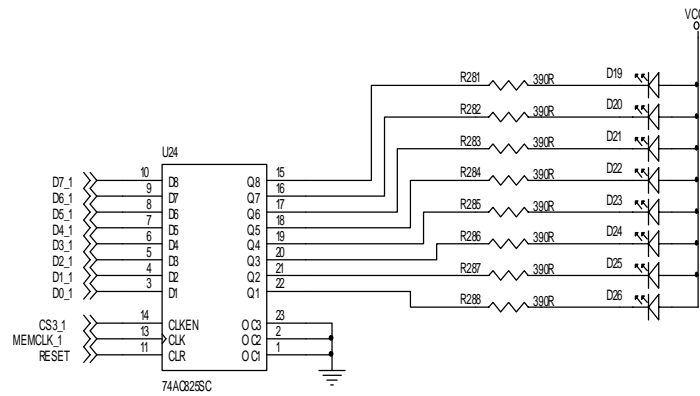 VCC
R281 390R D19
R282 390R D20
R283 390R D21
R284 390R D22
R285 390R D23
R286 390R D24
R287 390R D25
R288 390R D26
U24
D7_1 10 D8 Q8 15
D6_1 9 D7 Q7 16
D5_1 8 D6 Q6 17
D4_1 7 D5 Q5 18
D3_1 6 D4 Q4 19
D2_1 5 D3 Q3 20
D1_1 4 D2 Q2 21
D0_1 3 D1 Q1 22
CS3_1 14 CLKEN OC3 23
MEMCLK_1 13 CLK OC2 2
RESET 11 CLR OC1 1
74AC825SC